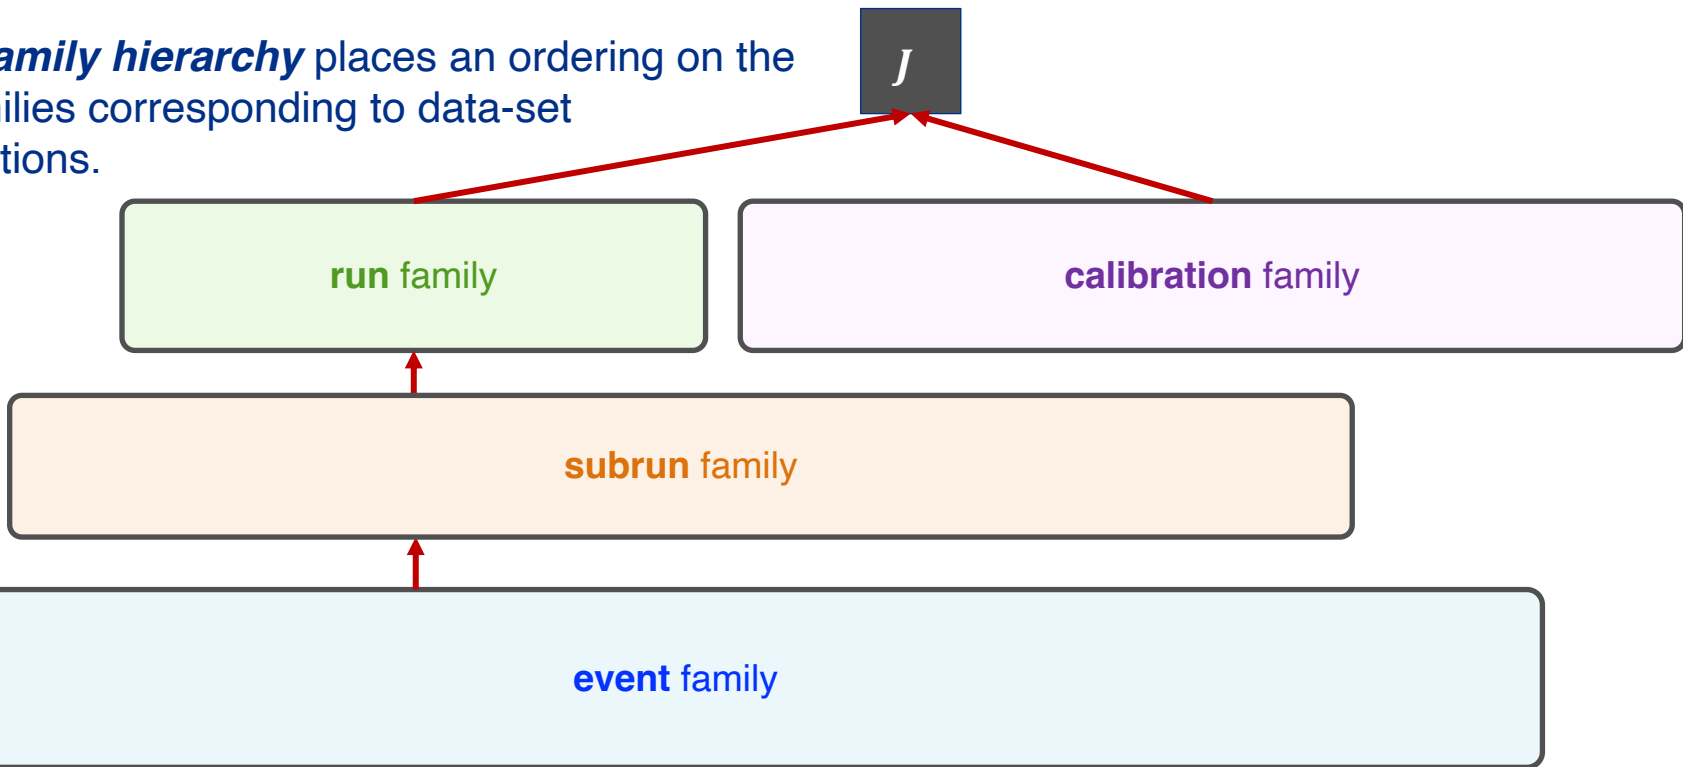 amily hierarchy places an ordering on the
ilies corresponding to data-set
tions.
J
run family
calibration family
subrun family
event family